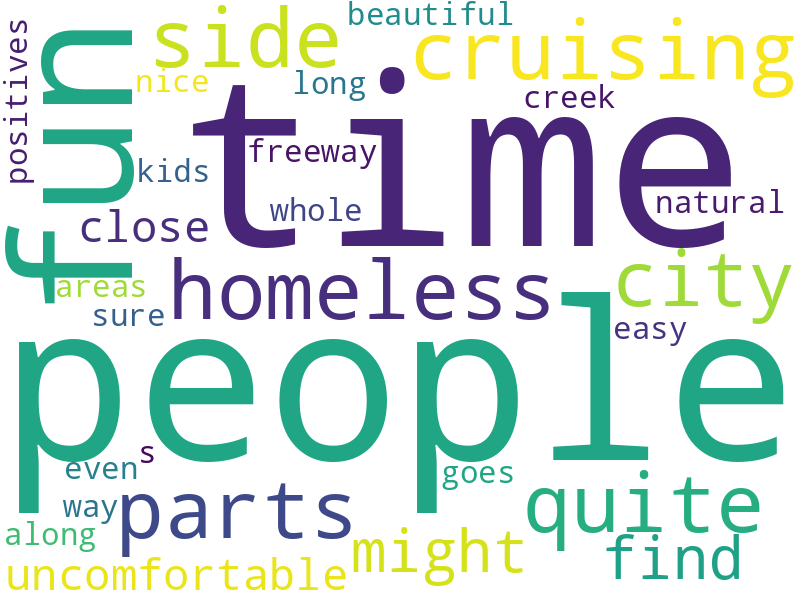 beautiful
side
cruising
positives
fun
nice
long
time
creek
freeway
kids
whole
natural
close
homeless
city
areas
sure
easy
people
s
even
goes
way
parts
quite
along
might
find
uncomfortable